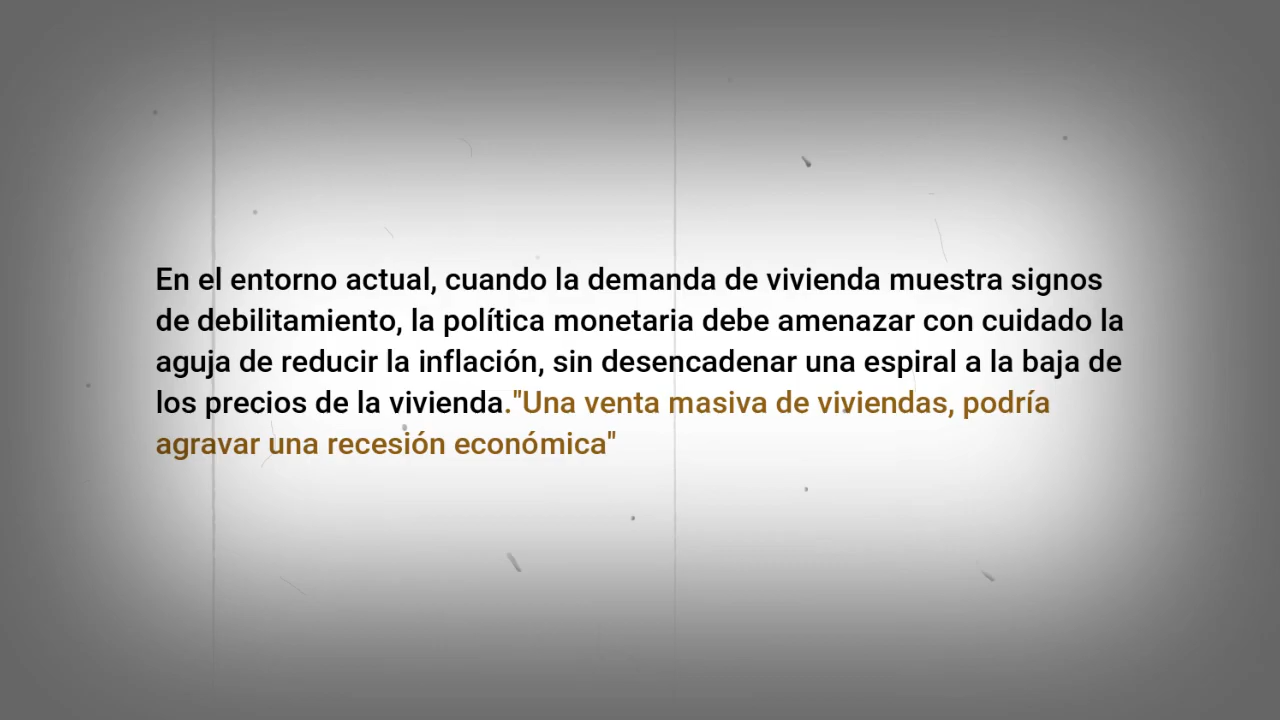 En el entorno actual, cuando la demanda de vivienda muestra signos
de debilitamiento, la política monetaria debe amenazar con cuidado la
aguja de reducir la inflación, sin desencadenar una espiral a la baja de
los precios de la vivienda."Una venta masiva de viviendas, podría
agravar una recesión económica"